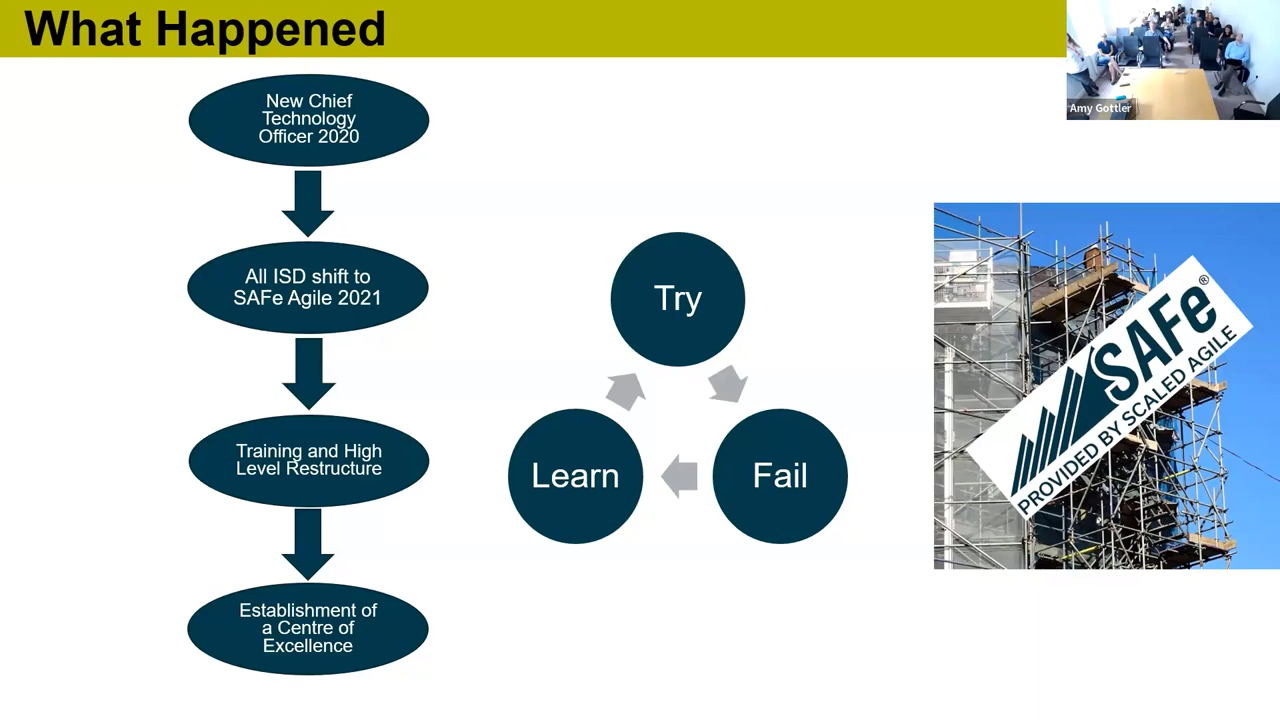 What Happened
Amy Gottler
New Chief
Technology
Officer 2020
All ISD shift to
SAFe Agile 2021
Training and High
Level Restructure
Establishment of
a Centre of
Excellence
Try
Fail
Learn
SAFe®
PROVIDED BY SCALED AGILE